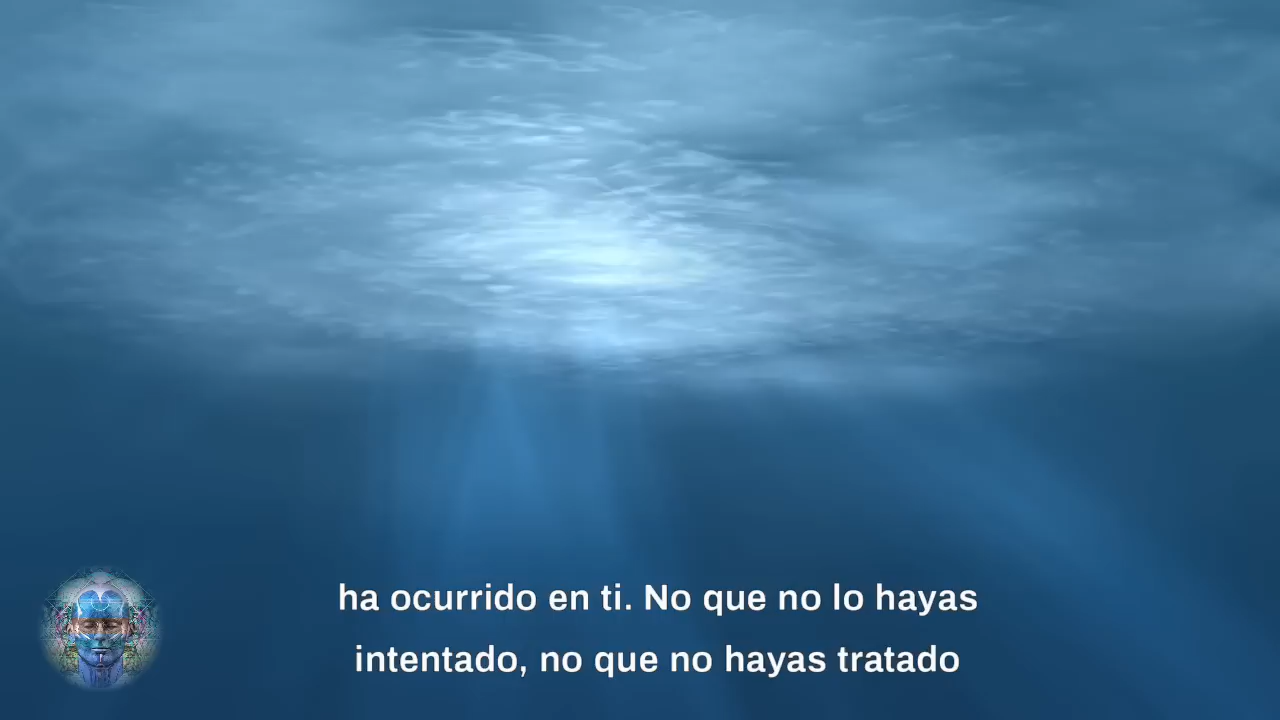 ha ocurrido en ti. No que no lo hayas
intentado, no que no hayas tratado